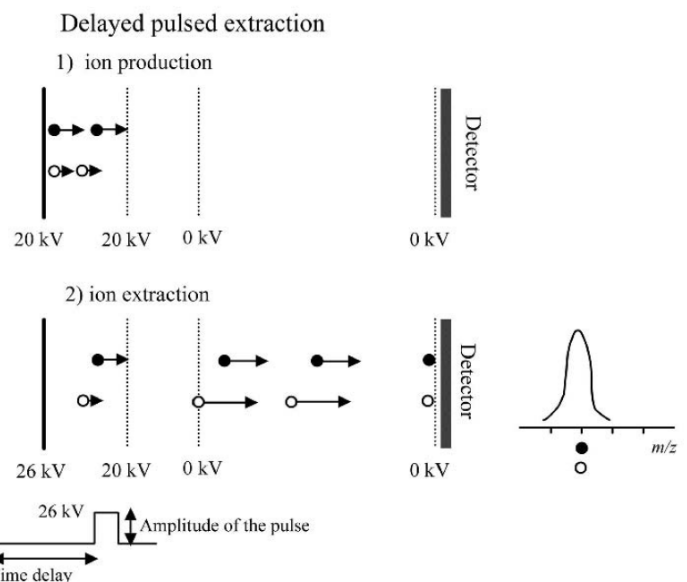 Delayed pulsed extraction
1) ion production
Detector
20 kV 20 kV 0 kV 0 kV
2) ion extraction
Detector
26 kV 20 kV 0 kV 0 kV
m/z
26 kV
Amplitude of the pulse
ime delay